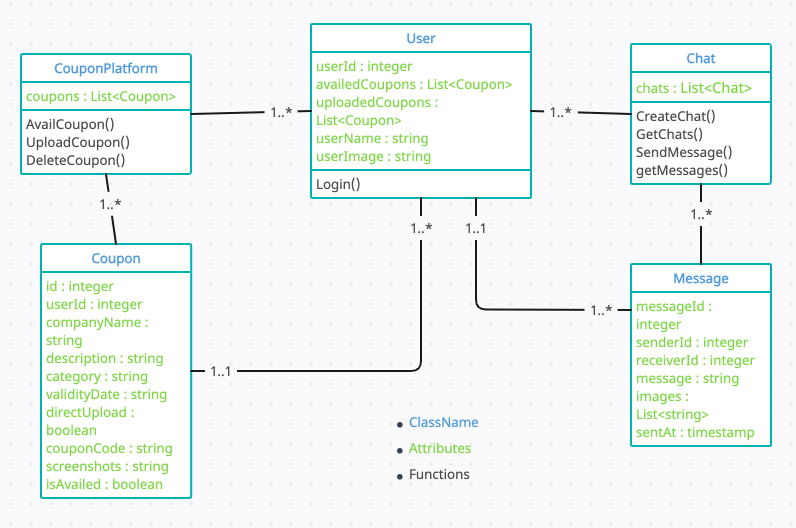 User
userId : integer
availedCoupons : List<Coupon>
uploadedCoupons :
List<Coupon>
userName : string
userImage : string
Login()
CouponPlatform
coupons : List<Coupon>
AvailCoupon()
UploadCoupon()
DeleteCoupon()
Chat
chats : List<Chat>
CreateChat()
GetChats()
SendMessage()
getMessages()
1..*
1..*
1..*
1..*
1..*
1..1
Coupon
id : integer
userId : integer
companyName :
string
description : string
category : string
validityDate : string
directUpload :
boolean
couponCode : string
screenshots : string
isAvailed : boolean
1..1
1..*
Message
messageId :
integer
senderId : integer
receiverId : integer
message : string
images :
List<string>
sentAt : timestamp
• ClassName
• Attributes
• Functions